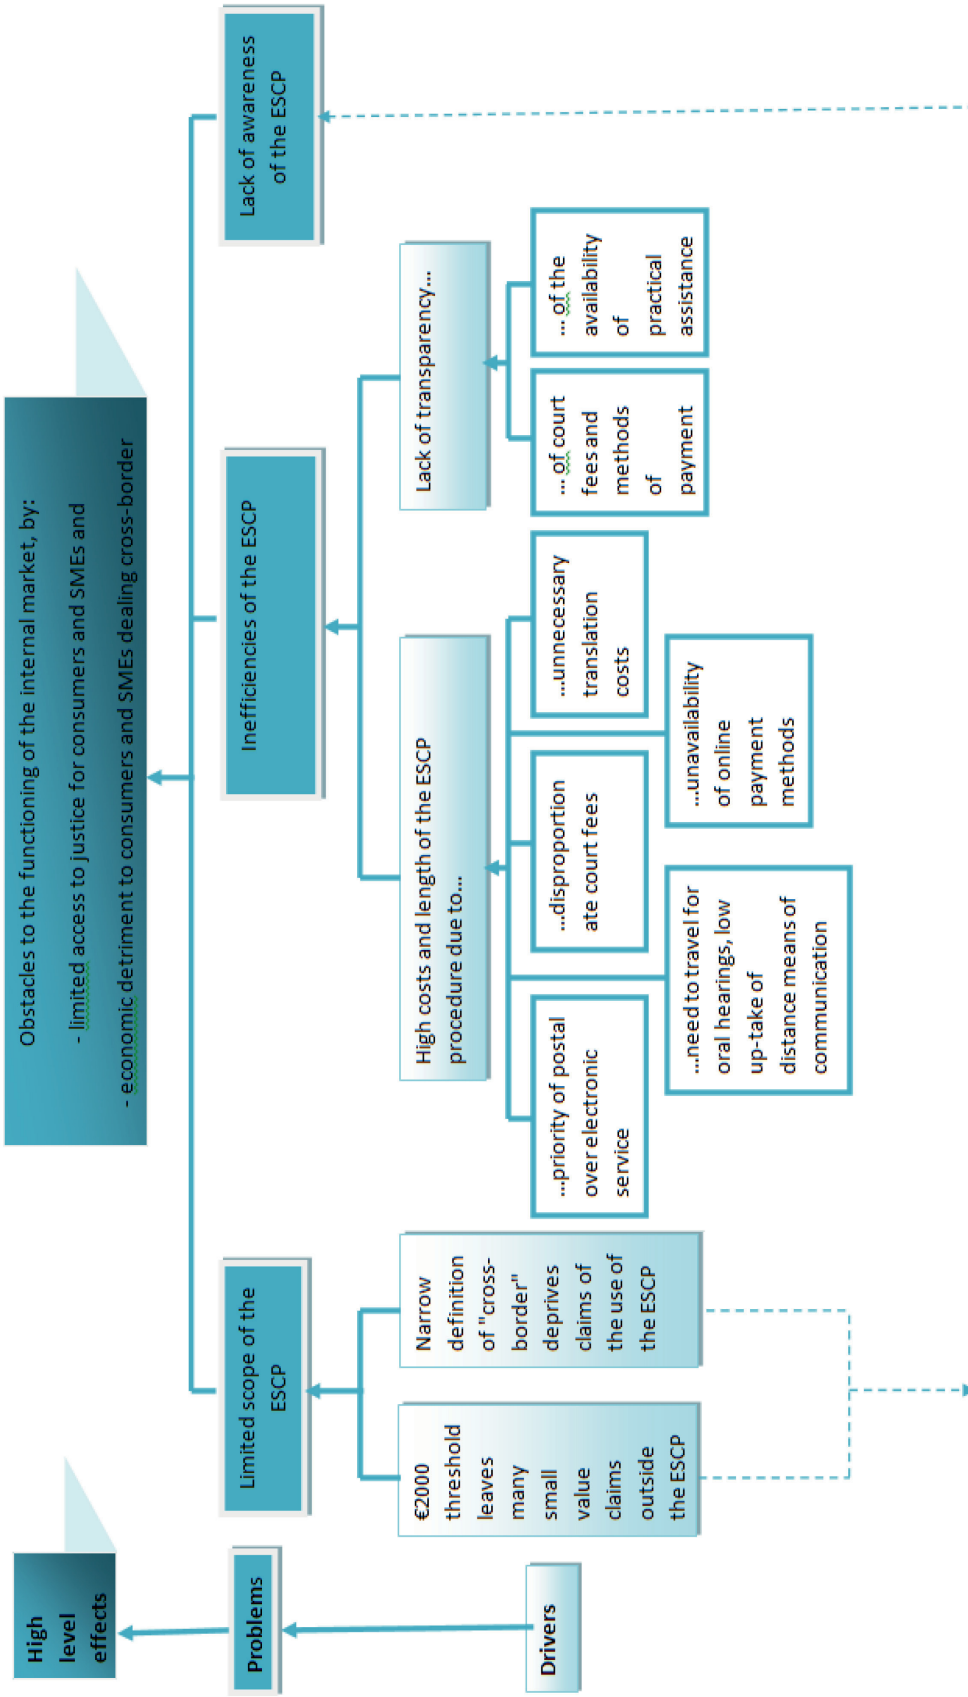 High
level
effects
Obstacles to the functioning of the internal market, by:
- limited access to justice for consumers and SMEs and
- economic detriment to consumers and SMEs dealing cross-border
Problems
Limited scope of the
ESCP
Inefficiencies of the ESCP
Lack of awareness
of the ESCP
Drivers
€2000
threshold
leaves
many
small
value
claims
outside
the ESCP
Narrow
definition
of "cross-
border"
deprives
claims of
the use of
the ESCP
High costs and length of the ESCP
procedure due to...
Lack of transparency...
...priority of postal
over electronic
service
...disproportion
ate court fees
...unnecessary
translation
costs
... of court
fees and
methods
of
payment
... of the
availability
of
practical
assistance
...need to travel for
oral hearings, low
up-take of
distance means of
communication
...unavailability
of online
payment
methods